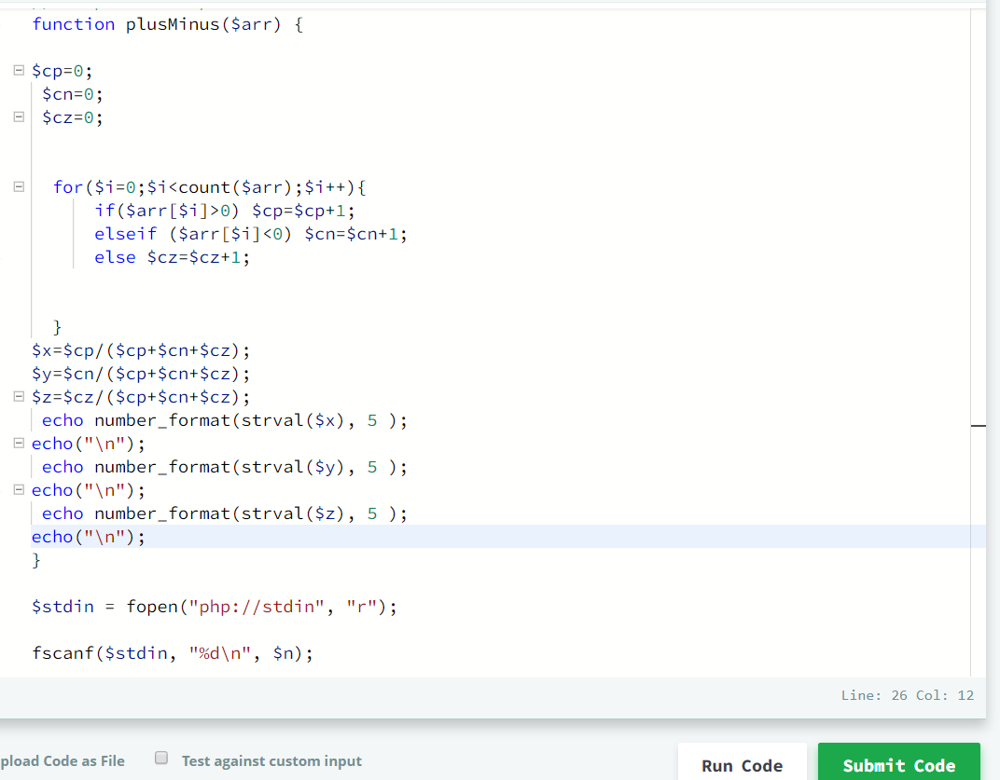 function plusMinus($arr) {
$cp=0;
$cn=0;
$cz=0;
for($i=0;$i<count($arr);$i++){
if($arr[$i]>0) $cp=$cp+1;
elseif ($arr[$i]<0) $cn=$cn+1;
else $cz=$cz+1;
}
$x=$cp/($cp+$cn+$cz);
$y=$cn/($cp+$cn+$cz);
$z=$cz/($cp+$cn+$cz);
echo number_format(strval($x), 5 );
echo("\n");
echo number_format(strval($y), 5 );
echo("\n");
echo number_format(strval($z), 5 );
echo("\n");
}
$stdin = fopen("php://stdin", "r");
fscanf($stdin, "%d\n", $n);
Line: 26 Col: 12
pload Code as File
Test against custom input
Run Code
Submit Code